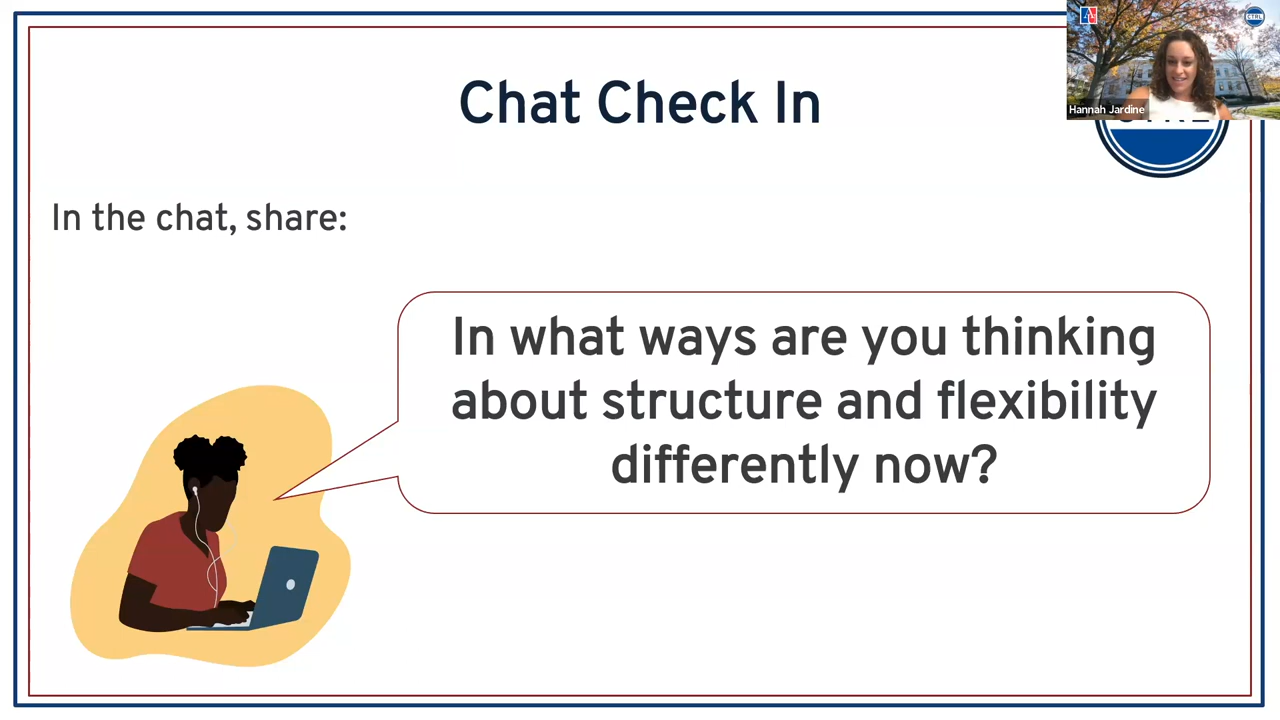 Chat Check In
CTRL
Hannah Jardine
In the chat, share:
In what ways are you thinking
about structure and flexibility
differently now?